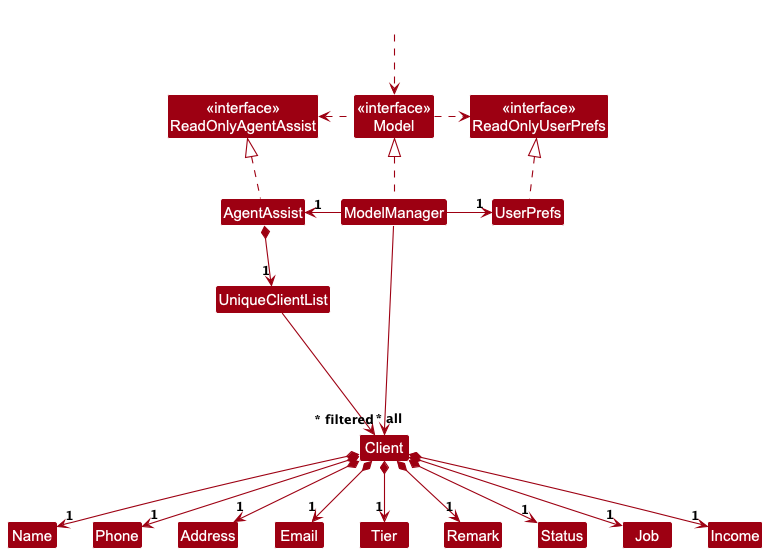 «interface»
ReadOnlyAgentAssist
«interface»
Model
«interface»
ReadOnlyUserPrefs
AgentAssist
1
ModelManager
1
UserPrefs
1
UniqueClientList
* filtered
* all
Client
1
1
1
1
1
1
1
1
1
Name
Phone
Address
Email
Tier
Remark
Status
Job
Income